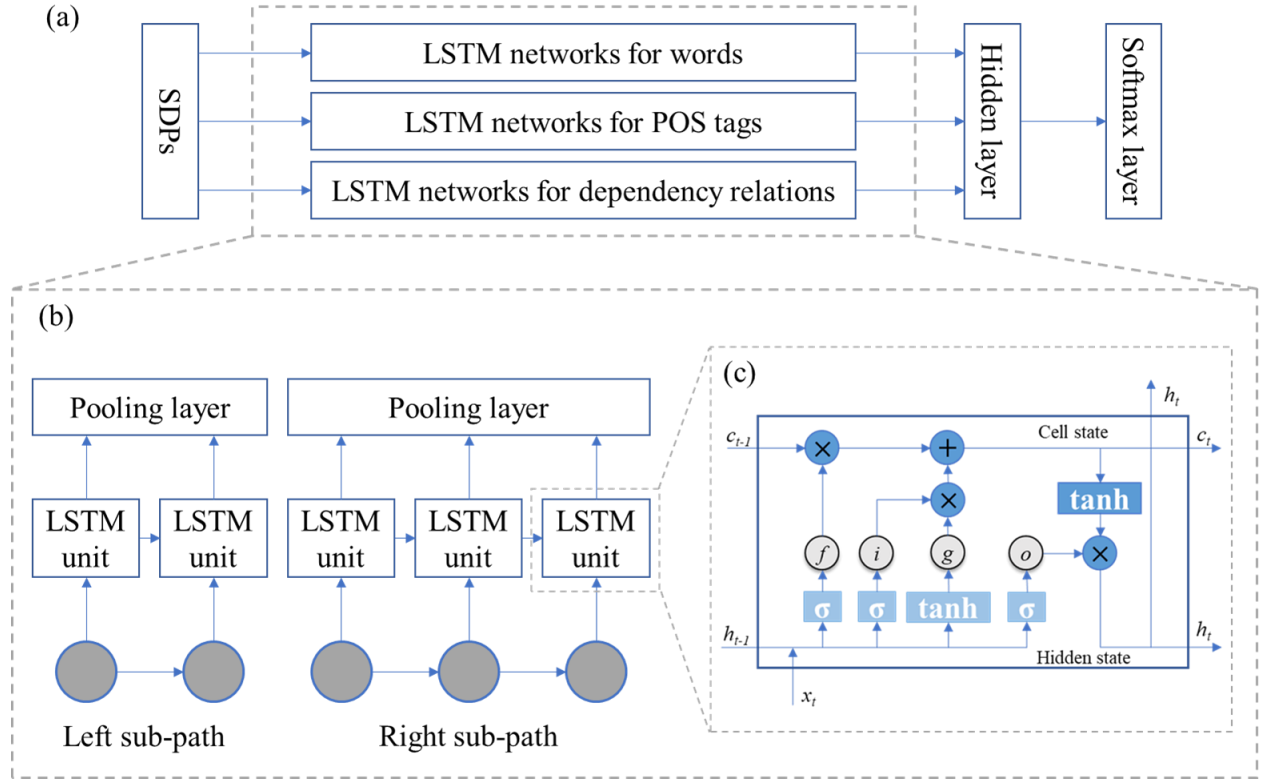 (a)
SDPs
LSTM networks for words
LSTM networks for POS tags
LSTM networks for dependency relations
Hidden layer
Softmax layer
(b)
Pooling layer
Pooling layer
LSTM
unit
LSTM
unit
LSTM
unit
LSTM
unit
LSTM
unit
Left sub-path
Right sub-path
(c)
h_t
c_{t-1}
×
+
Cell state
c_t
×
tanh
f
i
g
o
×
σ
σ
tanh
σ
h_{t-1}
h_t
Hidden state
x_t